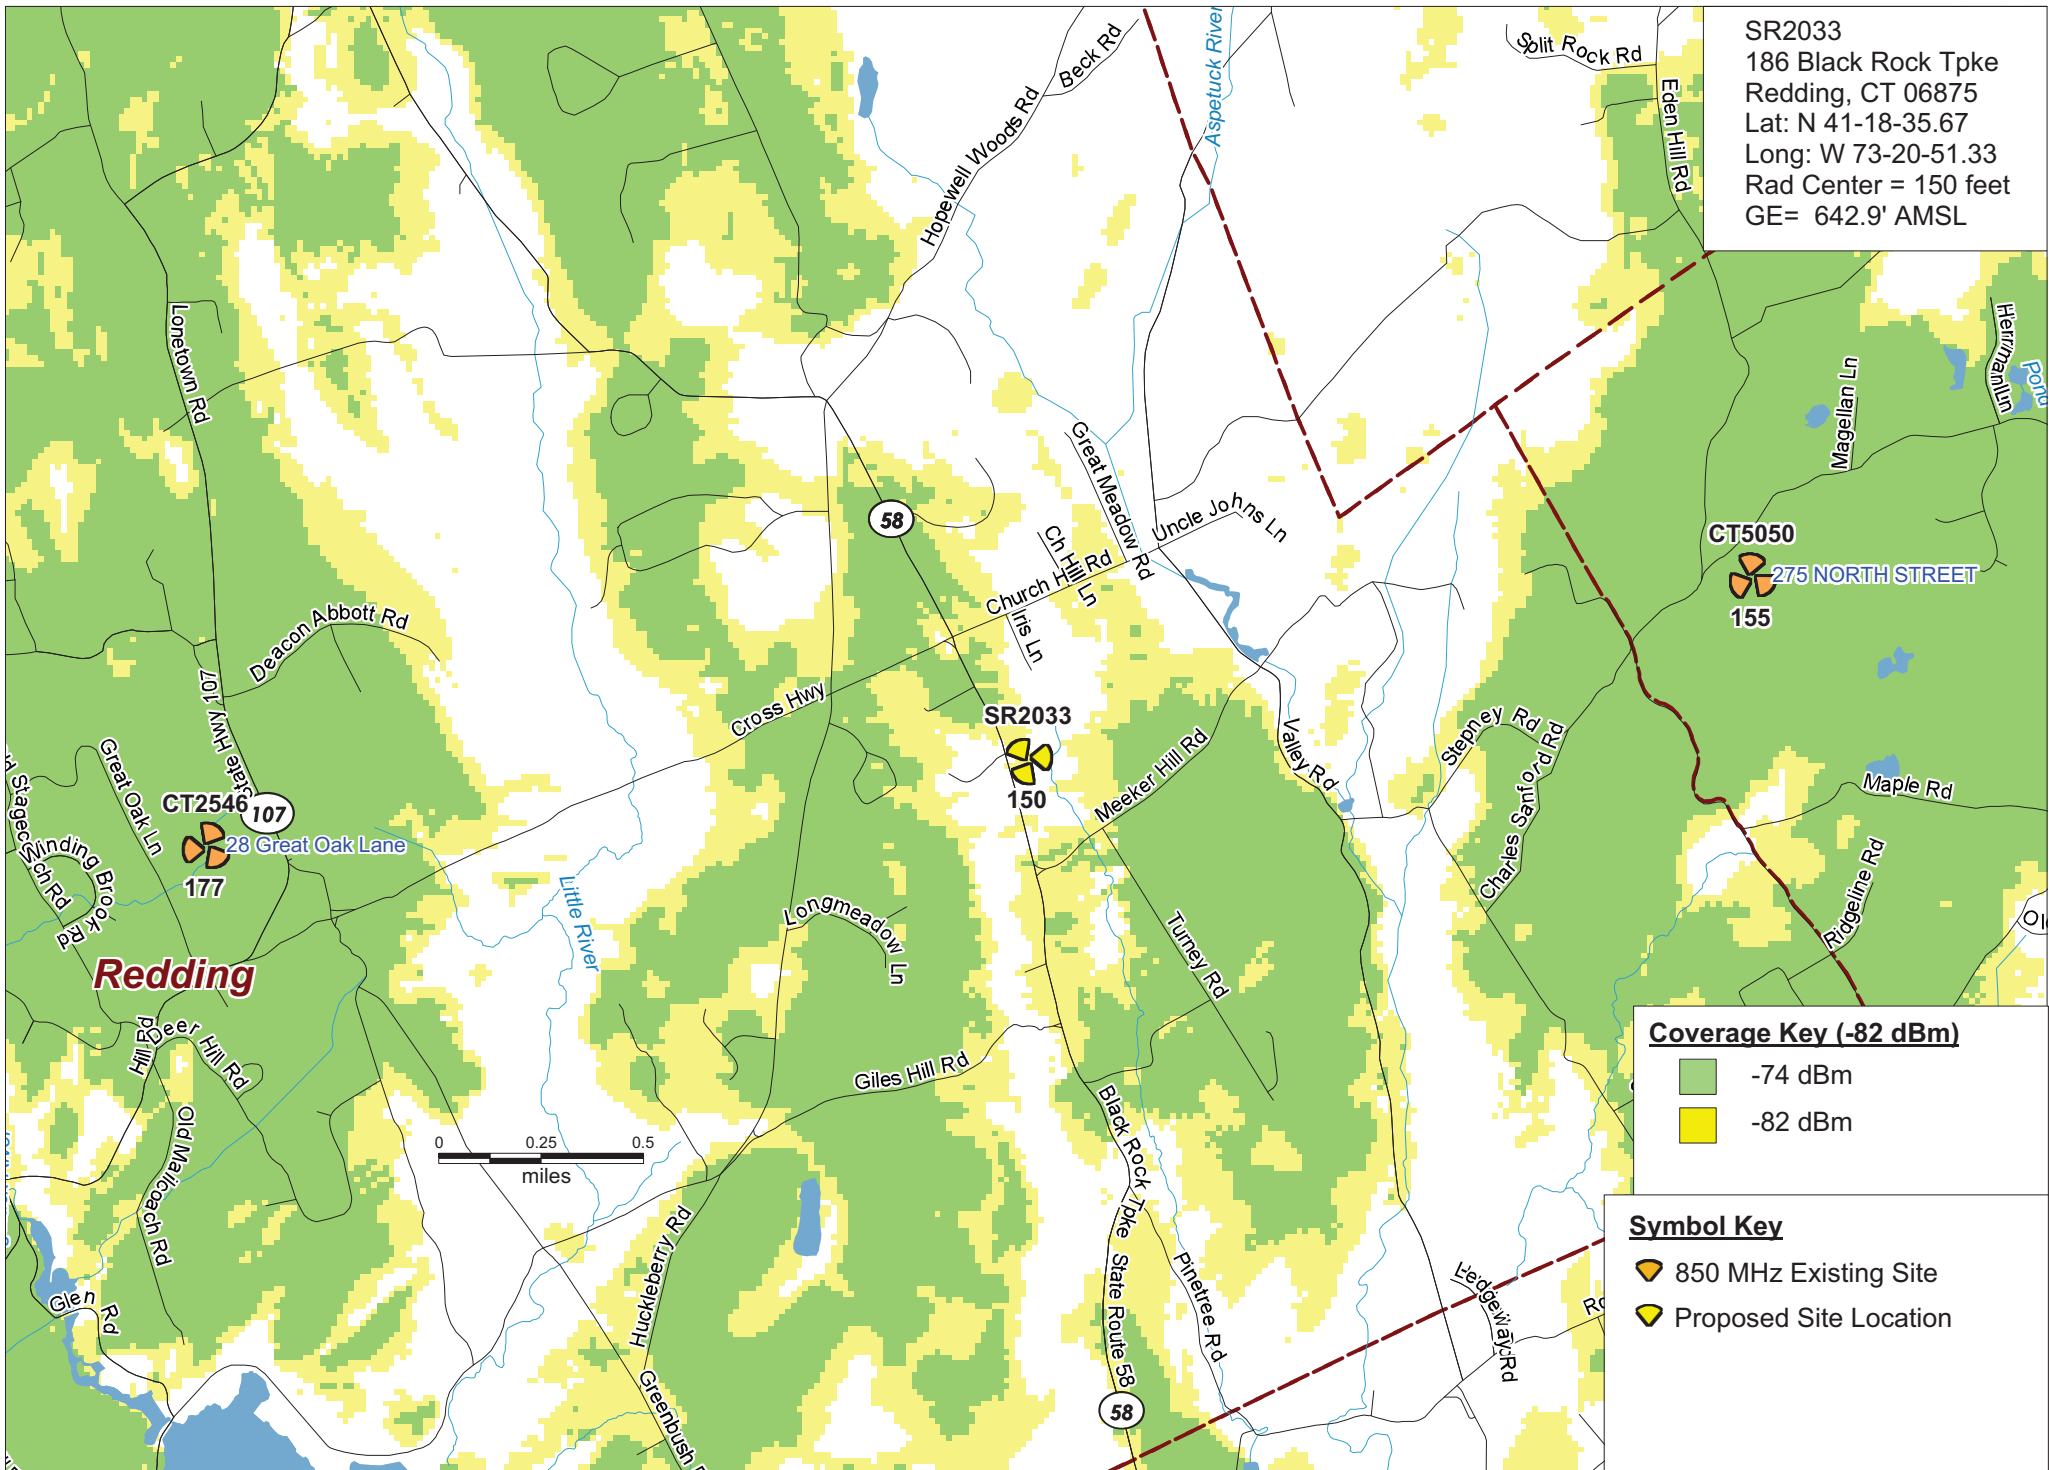 SR2033
186 Black Rock Tpke
Redding, CT 06875
Lat: N 41-18-35.67
Long: W 73-20-51.33
Rad Center = 150 feet
GE= 642.9' AMSL
Split Rock Rd
Eden Hill Rd
Beck Rd
Aspetuck River
Hopewell Woods Rd
Lonetown Rd
Herriman Ln
Pond
Magellan Ln
Great Meadow Rd
58
Uncle Johns Ln
Ch Hill Ln
Church Hill Rd
Iris Ln
CT5050
275 NORTH STREET
155
Deacon Abbott Rd
State Hwy 107
Cross Hwy
SR2033
150
Meeker Hill Rd
Valley Rd
Stepney Rd
Charles Sanford Rd
Maple Rd
Ridgeline Rd
Great Oak Ln
CT2546
107
28 Great Oak Lane
177
Winding Brook Rd
Little River
Longmeadow Ln
Turney Rd
Redding
Hill Rd
Deer Hill Rd
Giles Hill Rd
Old Mailcoach Rd
0 0.25 0.5
miles
Black Rock Tpke State Route 58
Pinetree Rd
Huckleberry Rd
Greenbush
Glen Rd
Ledgeway Rd
Rd
58
Coverage Key (-82 dBm)
-74 dBm
-82 dBm
Symbol Key
850 MHz Existing Site
Proposed Site Location